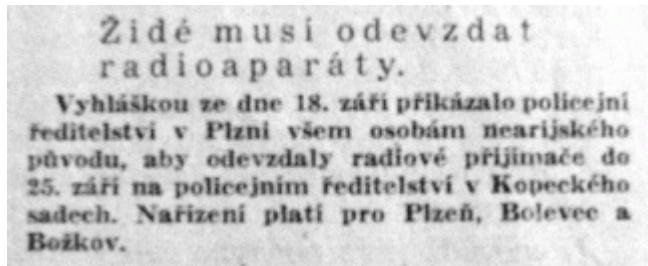 Židé musí odevzdat
radioaparáty.
Vyhláškou ze dne 18. září přikázalo policejní
ředitelství v Plzni všem osobám nearijského
původu, aby odevzdaly radiové přijimače do
25. září na policejním ředitelství v Kopeckého
sadech. Nařízení platí pro Plzeň, Bolevec a
Božkov.